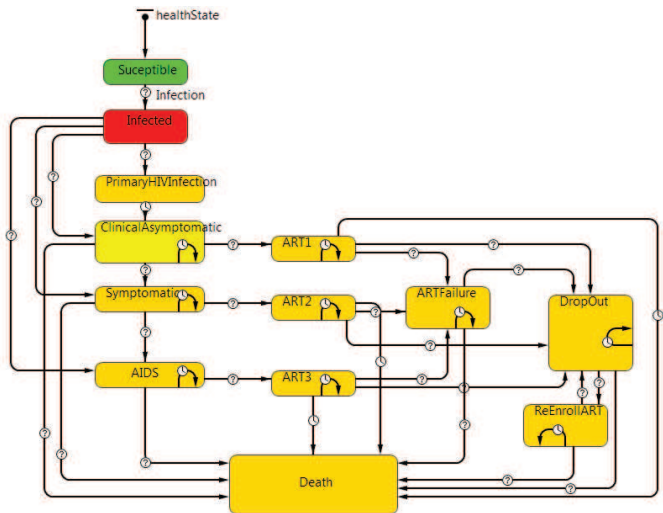 healthState
Suceptible
Infection
Infected
PrimaryHIVInfection
ClinicalAsymptomatic
ART1
Symptomatic
ART2
ARTFailure
DropOut
AIDS
ART3
ReEnrollART
Death